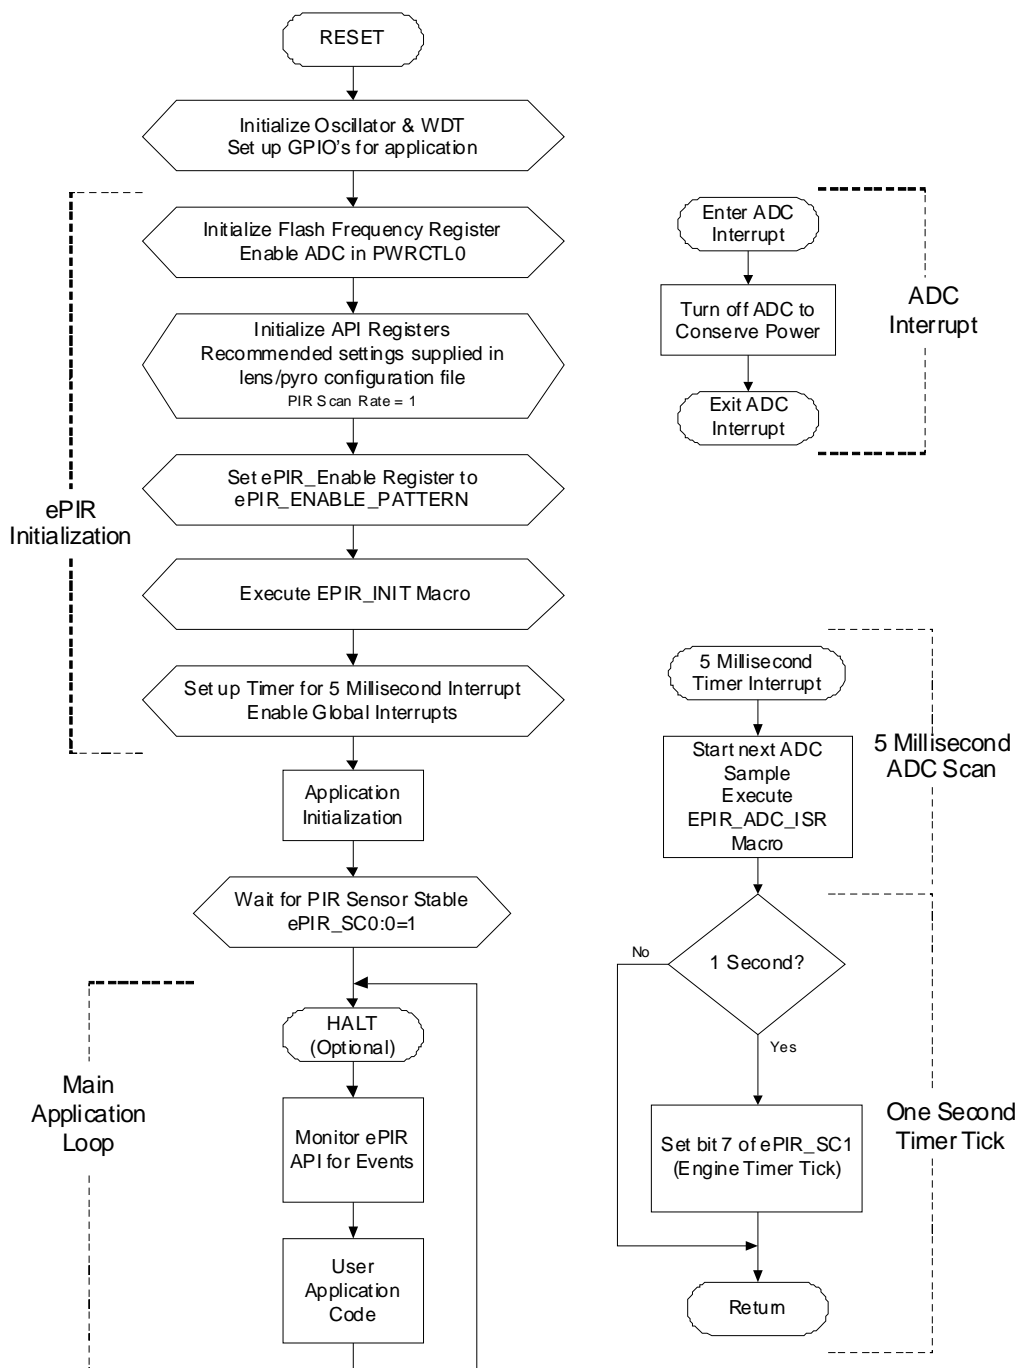 RESET
Initialize Oscillator & WDT
Set up GPIO's for application
Initialize Flash Frequency Register
Enable ADC in PWRCTL0
Initialize API Registers
Recommended settings supplied in
lens/pyro configuration file
PIR Scan Rate = 1
Set ePIR_Enable Register to
ePIR_ENABLE_PATTERN
ePIR
Initialization
Execute EPIR_INIT Macro
Set up Timer for 5 Millisecond Interrupt
Enable Global Interrupts
Application
Initialization
Wait for PIR Sensor Stable
ePIR_SC0:0=1
HALT
(Optional)
Main
Application
Loop
Monitor ePIR
API for Events
User
Application
Code
Enter ADC
Interrupt
Turn off ADC to
Conserve Power
Exit ADC
Interrupt
ADC
Interrupt
5 Millisecond
Timer Interrupt
Start next ADC
Sample
Execute
EPIR_ADC_ISR
Macro
5 Millisecond
ADC Scan
1 Second?
No
Yes
Set bit 7 of ePIR_SC1
(Engine Timer Tick)
One Second
Timer Tick
Return